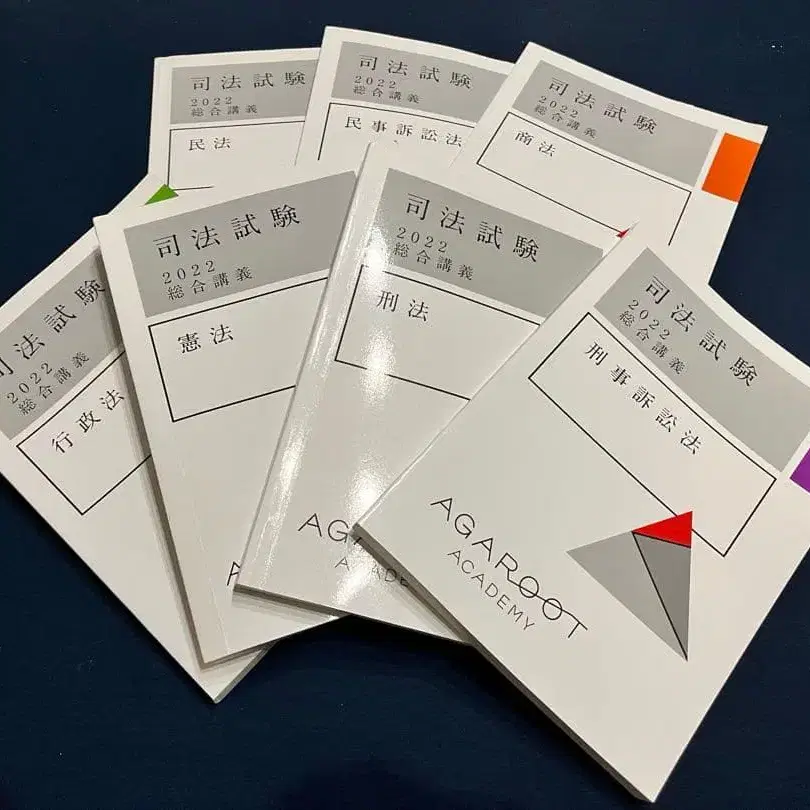 司法試験
2022
総合講義
民法
司法試験
2022
総合講義
民事訴訟法
司法試験
2022
総合講義
商法
司法試験
2022
総合講義
行政法
司法試験
2022
総合講義
憲法
司法試験
2022
総合講義
刑法
司法試験
2022
総合講義
刑事訴訟法
AGAROOT
ACADEMY